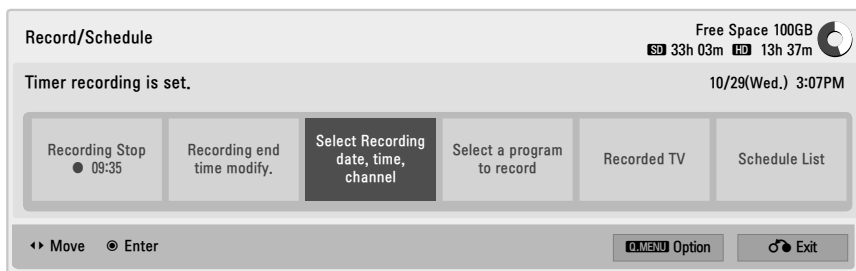 Record/Schedule
Free Space 100GB
SD 33h 03m HD 13h 37m
Timer recording is set.
10/29(Wed.) 3:07PM
Recording Stop
● 09:35
Recording end
time modify.
Select Recording
date, time,
channel
Select a program
to record
Recorded TV
Schedule List
Move
Enter
Q.MENU Option
Exit